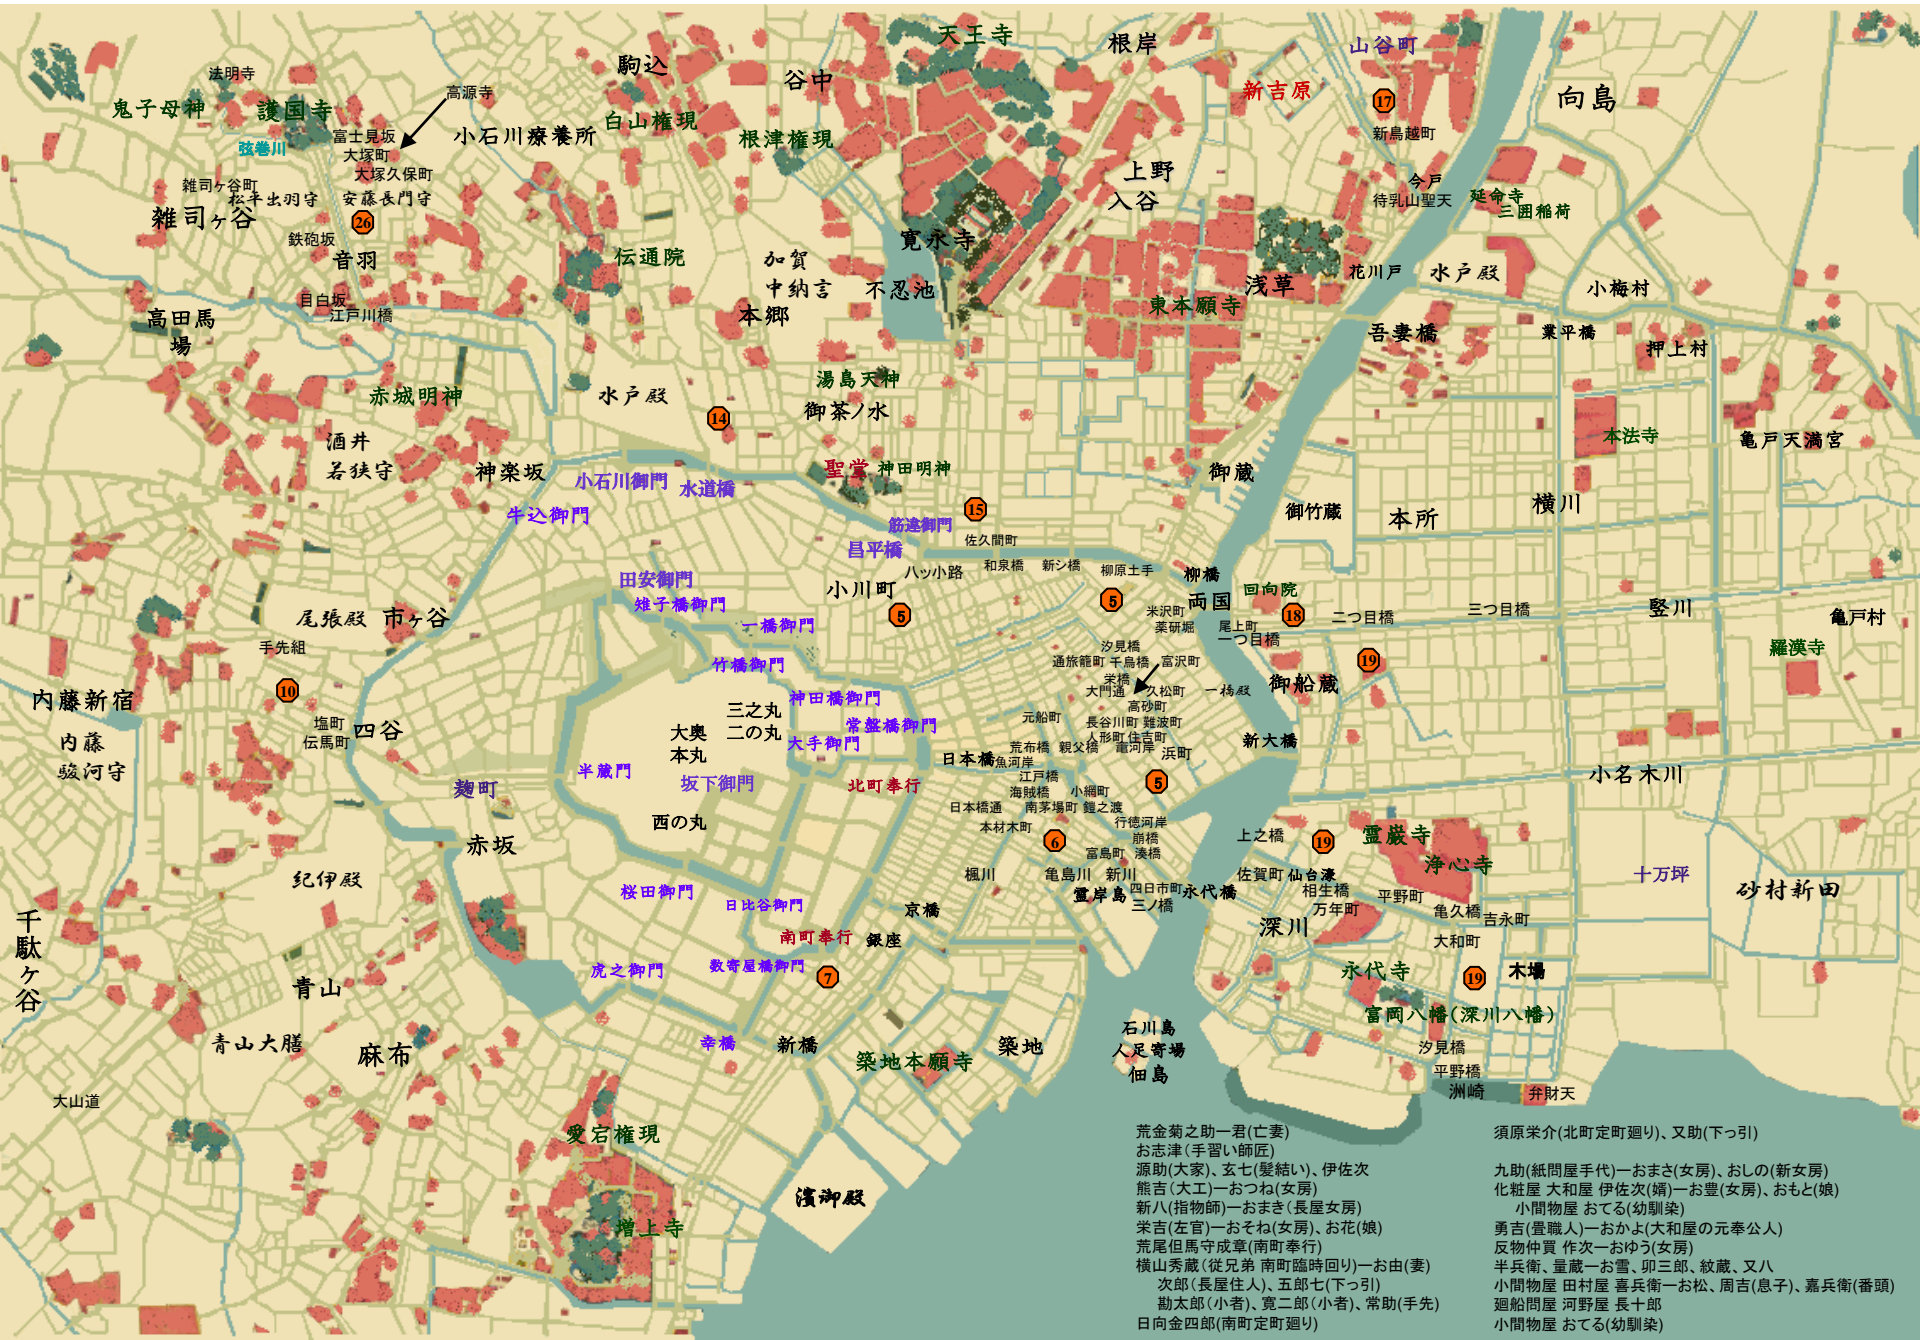 天王寺
根岸
山谷町
駒込
谷中
法明寺
高源寺
新吉原
17
向島
鬼子母神
護国寺
白山権現
小石川療養所
根津権現
富士見坂
新鳥越町
弦巻川
大塚町
大塚久保町
上野
入谷
今戸
待乳山聖天
延命寺
三囲稲荷
雑司ヶ谷町
松平出羽守
安藤長門守
雑司ヶ谷
26
鉄砲坂
音羽
寛永寺
伝通院
加賀
中納言
不忍池
本郷
浅草
花川戸
水戸殿
小梅村
目白坂
江戸川橋
東本願寺
高田馬
場
吾妻橋
業平橋
押上村
湯島天神
赤城明神
水戸殿
御茶ノ水
14
酒井
若狭守
本法寺
亀戸天満宮
神楽坂
聖堂
神田明神
御蔵
小石川御門
水道橋
牛込御門
15
筋違御門
昌平橋
佐久間町
御竹蔵
本所
横川
八ッ小路
和泉橋
新シ橋
柳原土手
柳橋
田安御門
小川町
雉子橋御門
5
5
両国
回向院
米沢町
薬研堀
尾上町
18
二つ目橋
三つ目橋
竪川
亀戸村
尾張殿
市ヶ谷
一橋御門
一つ目橋
手先組
竹橋御門
汐見橋
通旅籠町
千鳥橋
富沢町
19
羅漢寺
10
栄橋
大門通
久松町
一橋殿
御船蔵
内藤新宿
神田橋御門
高砂町
三之丸
二の丸
常盤橋御門
元船町
長谷川町
難波町
人形町
住吉町
塩町
伝馬町
四谷
大奥
本丸
大手御門
荒布橋
親父橋
竃河岸
浜町
新大橋
内藤
駿河守
半蔵門
日本橋
魚河岸
江戸橋
小名木川
麹町
坂下御門
北町奉行
海賊橋
小網町
5
日本橋通
南茅場町
鎧之渡
西の丸
本材木町
行徳河岸
赤坂
6
崩橋
上之橋
19
霊巌寺
富島町
湊橋
浄心寺
紀伊殿
楓川
亀島川
新川
佐賀町
仙台濠
十万坪
砂村新田
桜田御門
日比谷御門
霊岸島
四日市町
永代橋
三ノ橋
相生橋
平野町
万年町
亀久橋
吉永町
京橋
深川
千駄ヶ谷
南町奉行
銀座
大和町
虎之御門
数寄屋橋御門
7
永代寺
19
木場
青山
富岡八幡(深川八幡)
青山大膳
麻布
幸橋
新橋
築地本願寺
築地
石川島
人足寄場
佃島
汐見橋
平野橋
洲崎
弁財天
大山道
愛宕権現
濱御殿
増上寺
荒金菊之助ー君(亡妻)
お志津(手習い師匠)
源助(大家)、玄七(髪結い)、伊佐次
熊吉(大工)ーおつね(女房)
新八(指物師)ーおまき(長屋女房)
栄吉(左官)ーおそね(女房)、お花(娘)
荒尾但馬守成章(南町奉行)
横山秀蔵(従兄弟 南町臨時回り)ーお由(妻)
次郎(長屋住人)、五郎七(下っ引)
勘太郎(小者)、寛二郎(小者)、常助(手先)
日向金四郎(南町定町廻り)
須原栄介(北町定町廻り)、又助(下っ引)
九助(紙問屋手代)ーおまさ(女房)、おしの(新女房)
化粧屋 大和屋 伊佐次(婿)ーお豊(女房)、おもと(娘)
小間物屋 おてる(幼馴染)
勇吉(畳職人)ーおかよ(大和屋の元奉公人)
反物仲買 作次ーおゆう(女房)
半兵衛、量蔵ーお雪、卯三郎、紋蔵、又八
小間物屋 田村屋 喜兵衛ーお松、周吉(息子)、嘉兵衛(番頭)
廻船問屋 河野屋 長十郎
小間物屋 おてる(幼馴染)